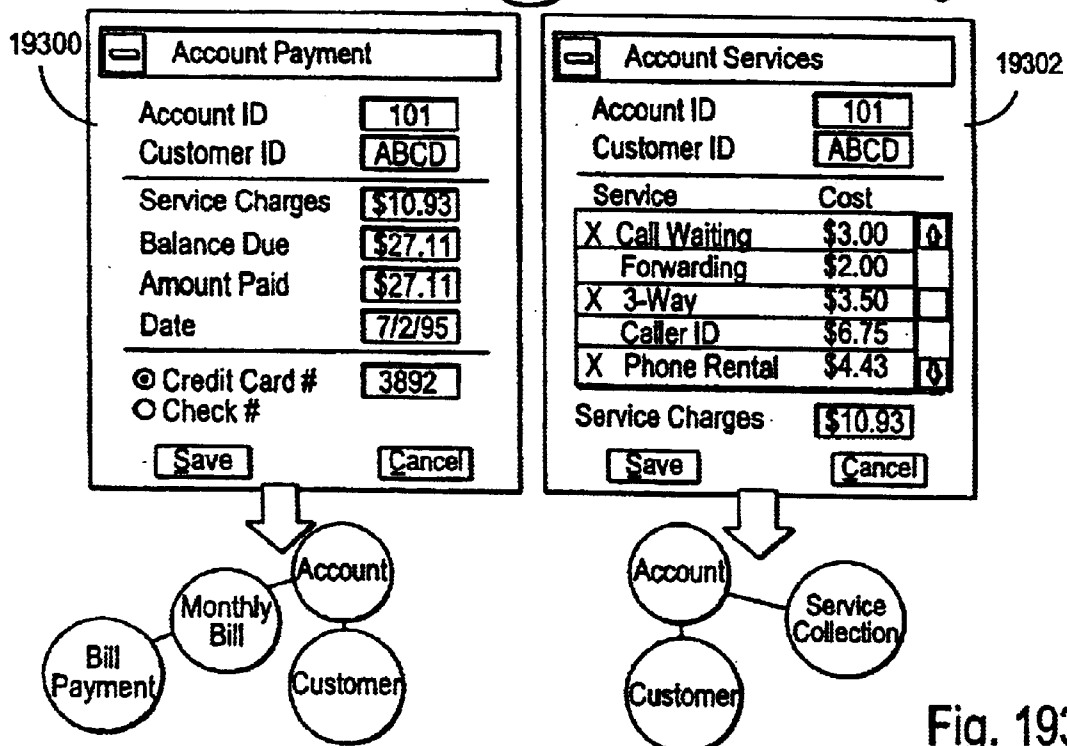 19300
Account Payment
Account ID 101
Customer ID ABCD
Service Charges $10.93
Balance Due $27.11
Amount Paid $27.11
Date 7/2/95
Credit Card # 3892
Check #
Save Cancel
Account Services
19302
Account ID 101
Customer ID ABCD
Service Cost
X Call Waiting $3.00
Forwarding $2.00
X 3-Way $3.50
Caller ID $6.75
X Phone Rental $4.43
Service Charges $10.93
Save Cancel
Account
Monthly
Bill
Bill
Payment
Customer
Account
Service
Collection
Customer